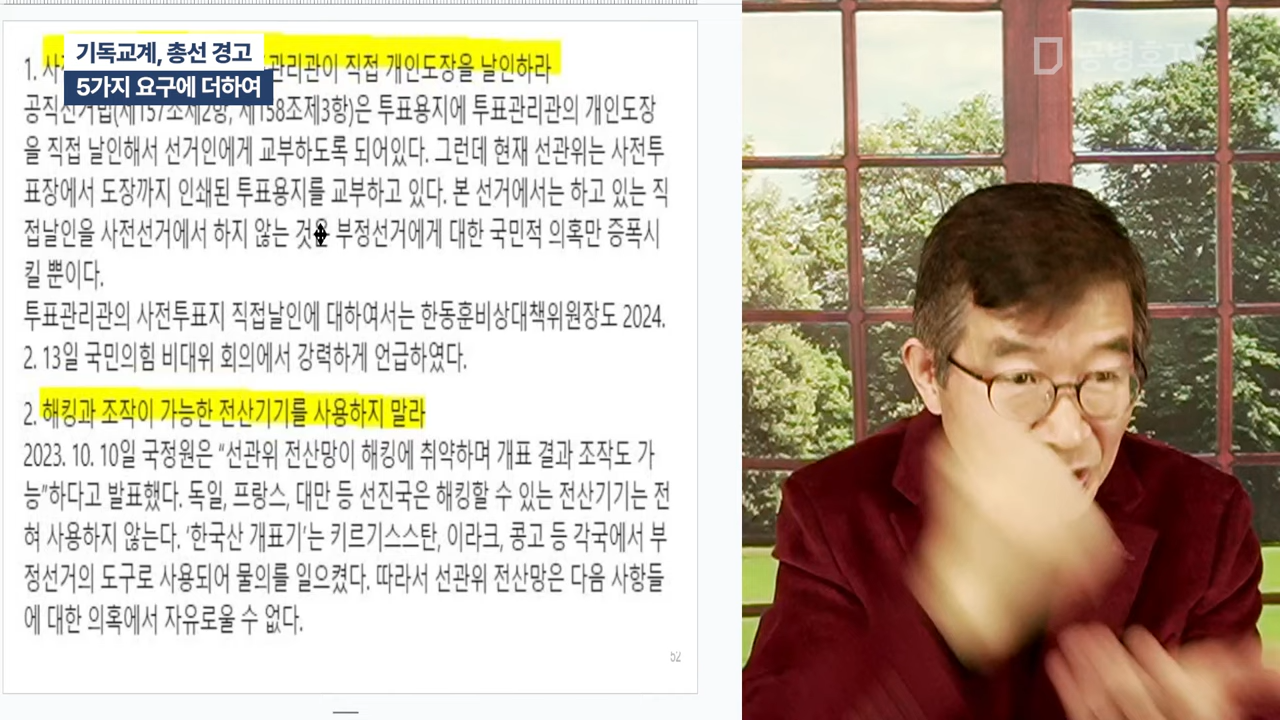 기독교계, 총선 경고
5가지 요구에 더하여
공병호TV
1. 사 관리관이 직접 개인도장을 날인하라
공직선거법(제157조제2항, 제158조제3항)은 투표용지에 투표관리관의 개인도장
을 직접 날인해서 선거인에게 교부하도록 되어있다. 그런데 현재 선관위는 사전투
표장에서 도장까지 인쇄된 투표용지를 교부하고 있다. 본 선거에서는 하고 있는 직
접날인을 사전선거에서 하지 않는 부정선거에게 대한 국민적 의혹만 증폭시
킬 뿐이다.
투표관리관의 사전투표지 직접날인에 대하여서는 한동훈비상대책위원장도 2024.
2. 13일 국민의힘 비대위 회의에서 강력하게 언급하였다.
2. 해킹과 조작이 가능한 전산기기를 사용하지 말라
2023. 10. 10일 국정원은 “선관위 전산망이 해킹에 취약하며 개표 결과 조작도 가
능”하다고 발표했다. 독일, 프랑스, 대만 등 선진국은 해킹할 수 있는 전산기기는 전
혀 사용하지 않는다. ‘한국산 개표기’는 키르기스스탄, 이라크, 콩고 등 각국에서 부
정선거의 도구로 사용되어 물의를 일으켰다. 따라서 선관위 전산망은 다음 사항들
에 대한 의혹에서 자유로울 수 없다.
52